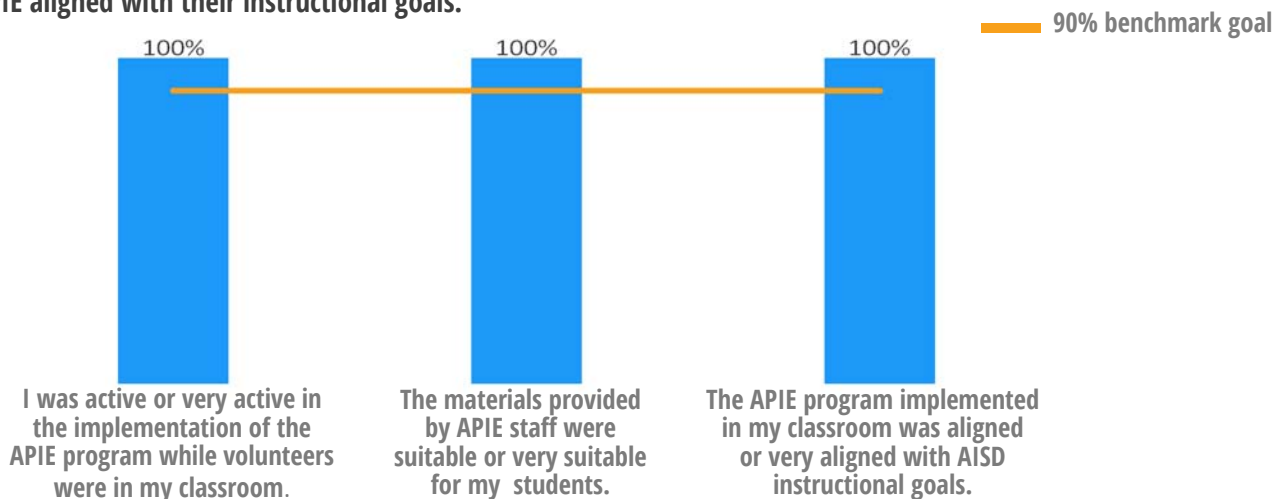 IE aligned with their instructional goals.
90% benchmark goal
100%
100%
100%
I was active or very active in
the implementation of the
APIE program while volunteers
were in my classroom.
The materials provided
by APIE staff were
suitable or very suitable
for my students.
The APIE program implemented
in my classroom was aligned
or very aligned with AISD
instructional goals.